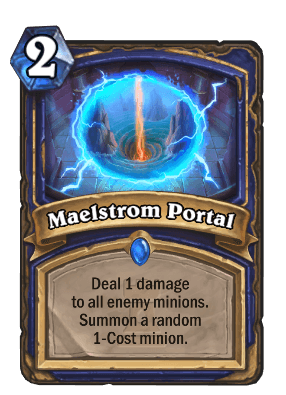 2
Maelstrom Portal
Deal 1 damage
to all enemy minions.
Summon a random
1-Cost minion.